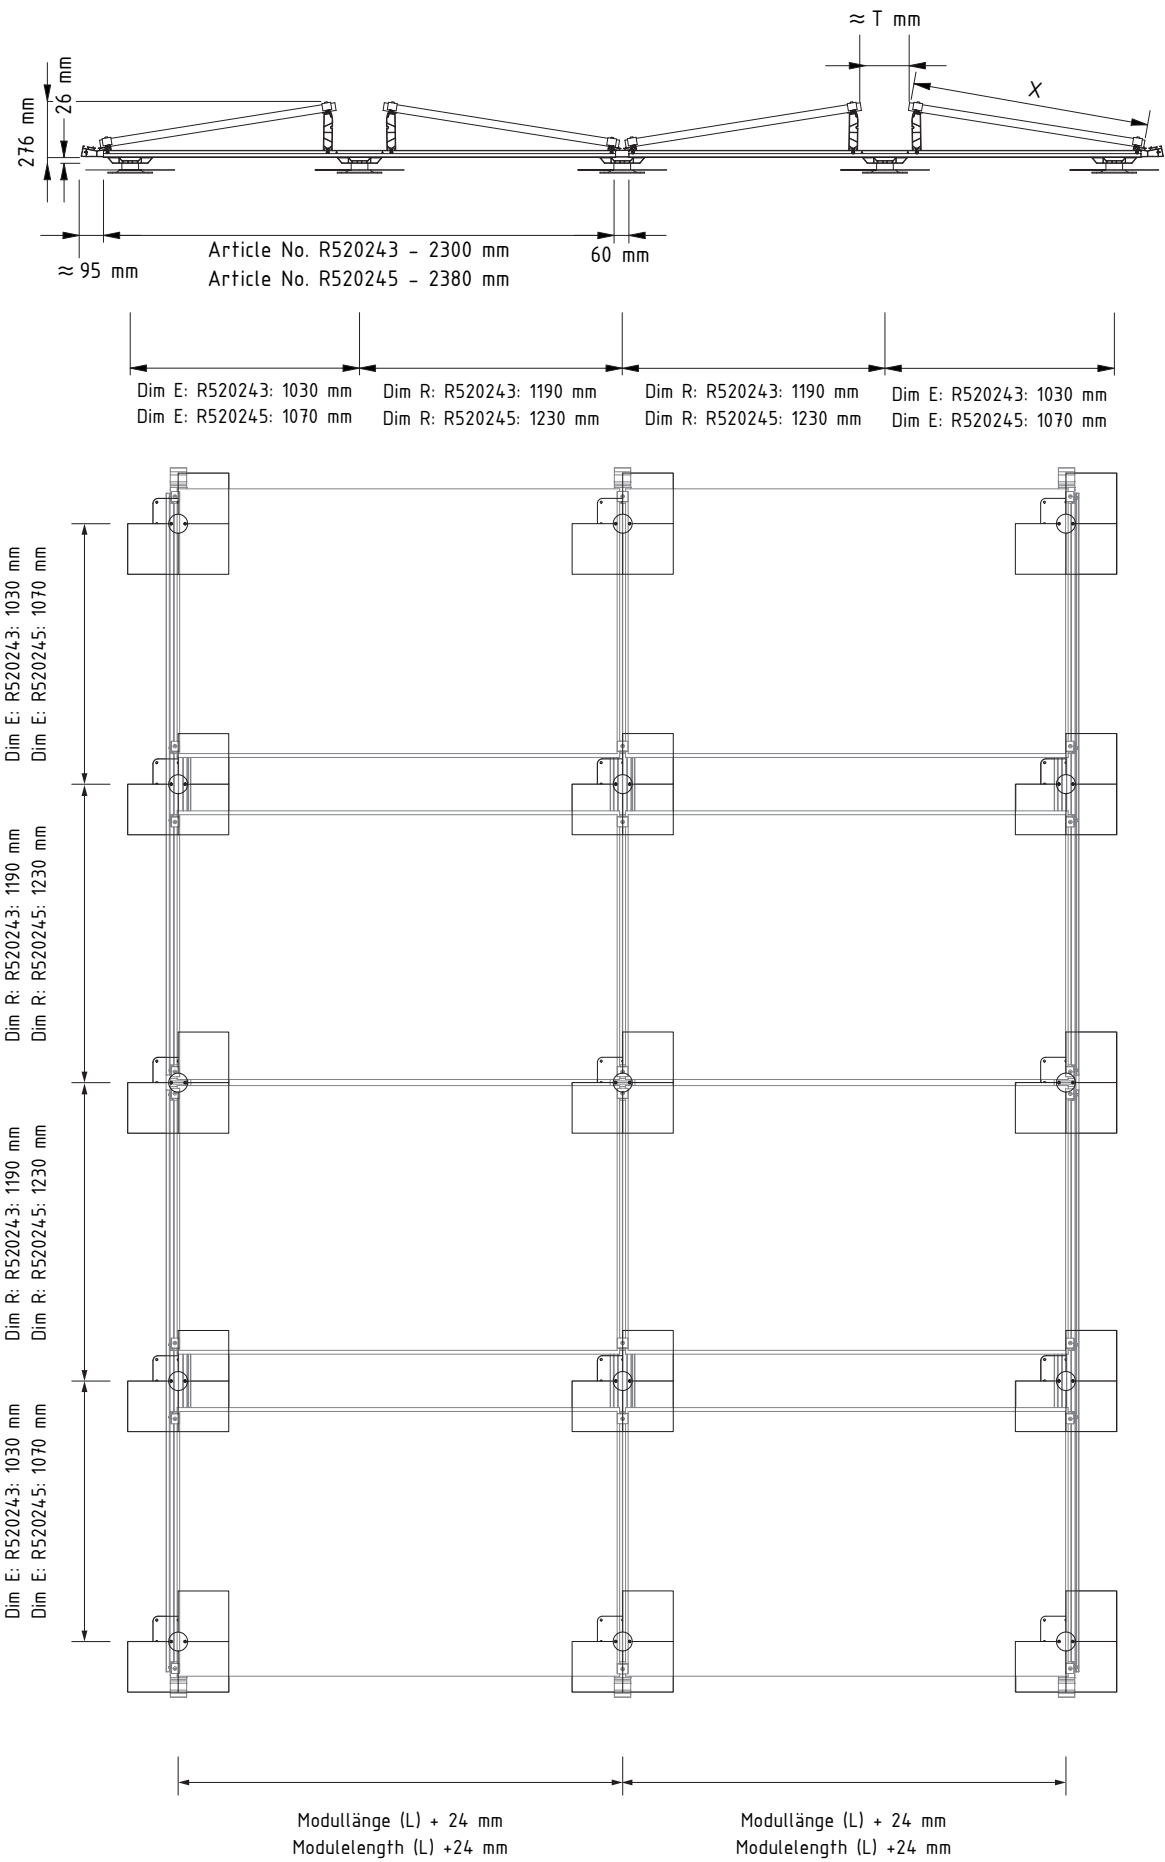 ≈ T mm
X
276 mm
26 mm
≈ 95 mm
Article No. R520243 - 2300 mm
Article No. R520245 - 2380 mm
60 mm
Dim E: R520243: 1030 mm
Dim E: R520245: 1070 mm
Dim R: R520243: 1190 mm
Dim R: R520245: 1230 mm
Dim R: R520243: 1190 mm
Dim R: R520245: 1230 mm
Dim E: R520243: 1030 mm
Dim E: R520245: 1070 mm
Dim E: R520243: 1030 mm
Dim E: R520245: 1070 mm
Dim R: R520243: 1190 mm
Dim R: R520245: 1230 mm
Dim R: R520243: 1190 mm
Dim R: R520245: 1230 mm
Dim E: R520243: 1030 mm
Dim E: R520245: 1070 mm
Modullänge (L) + 24 mm
Modulelength (L) +24 mm
Modullänge (L) + 24 mm
Modulelength (L) +24 mm